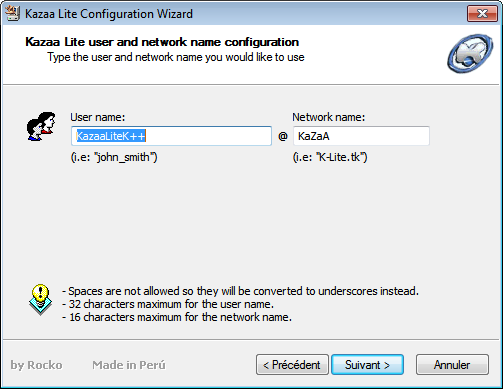 Kazaa Lite Configuration Wizard
Kazaa Lite user and network name configuration
Type the user and network name you would like to use
User name: Network name:
KazaaLiteK++ @ KaZaA
(i.e: "john_smith") (i.e: "K-Lite.tk")
- Spaces are not allowed so they will be converted to underscores instead.
- 32 characters maximum for the user name.
- 16 characters maximum for the network name.
by Rocko Made in Perú < Précédent Suivant > Annuler